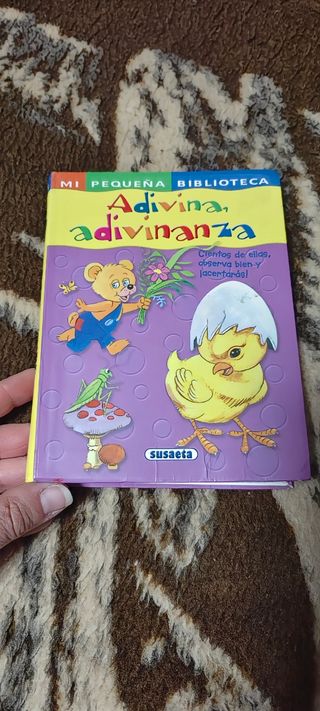 MI PEQUEÑA BIBLIOTECA
Adivina,
adivinanza
Cientos de ellas,
observa bien y
¡acertarás!
susaeta